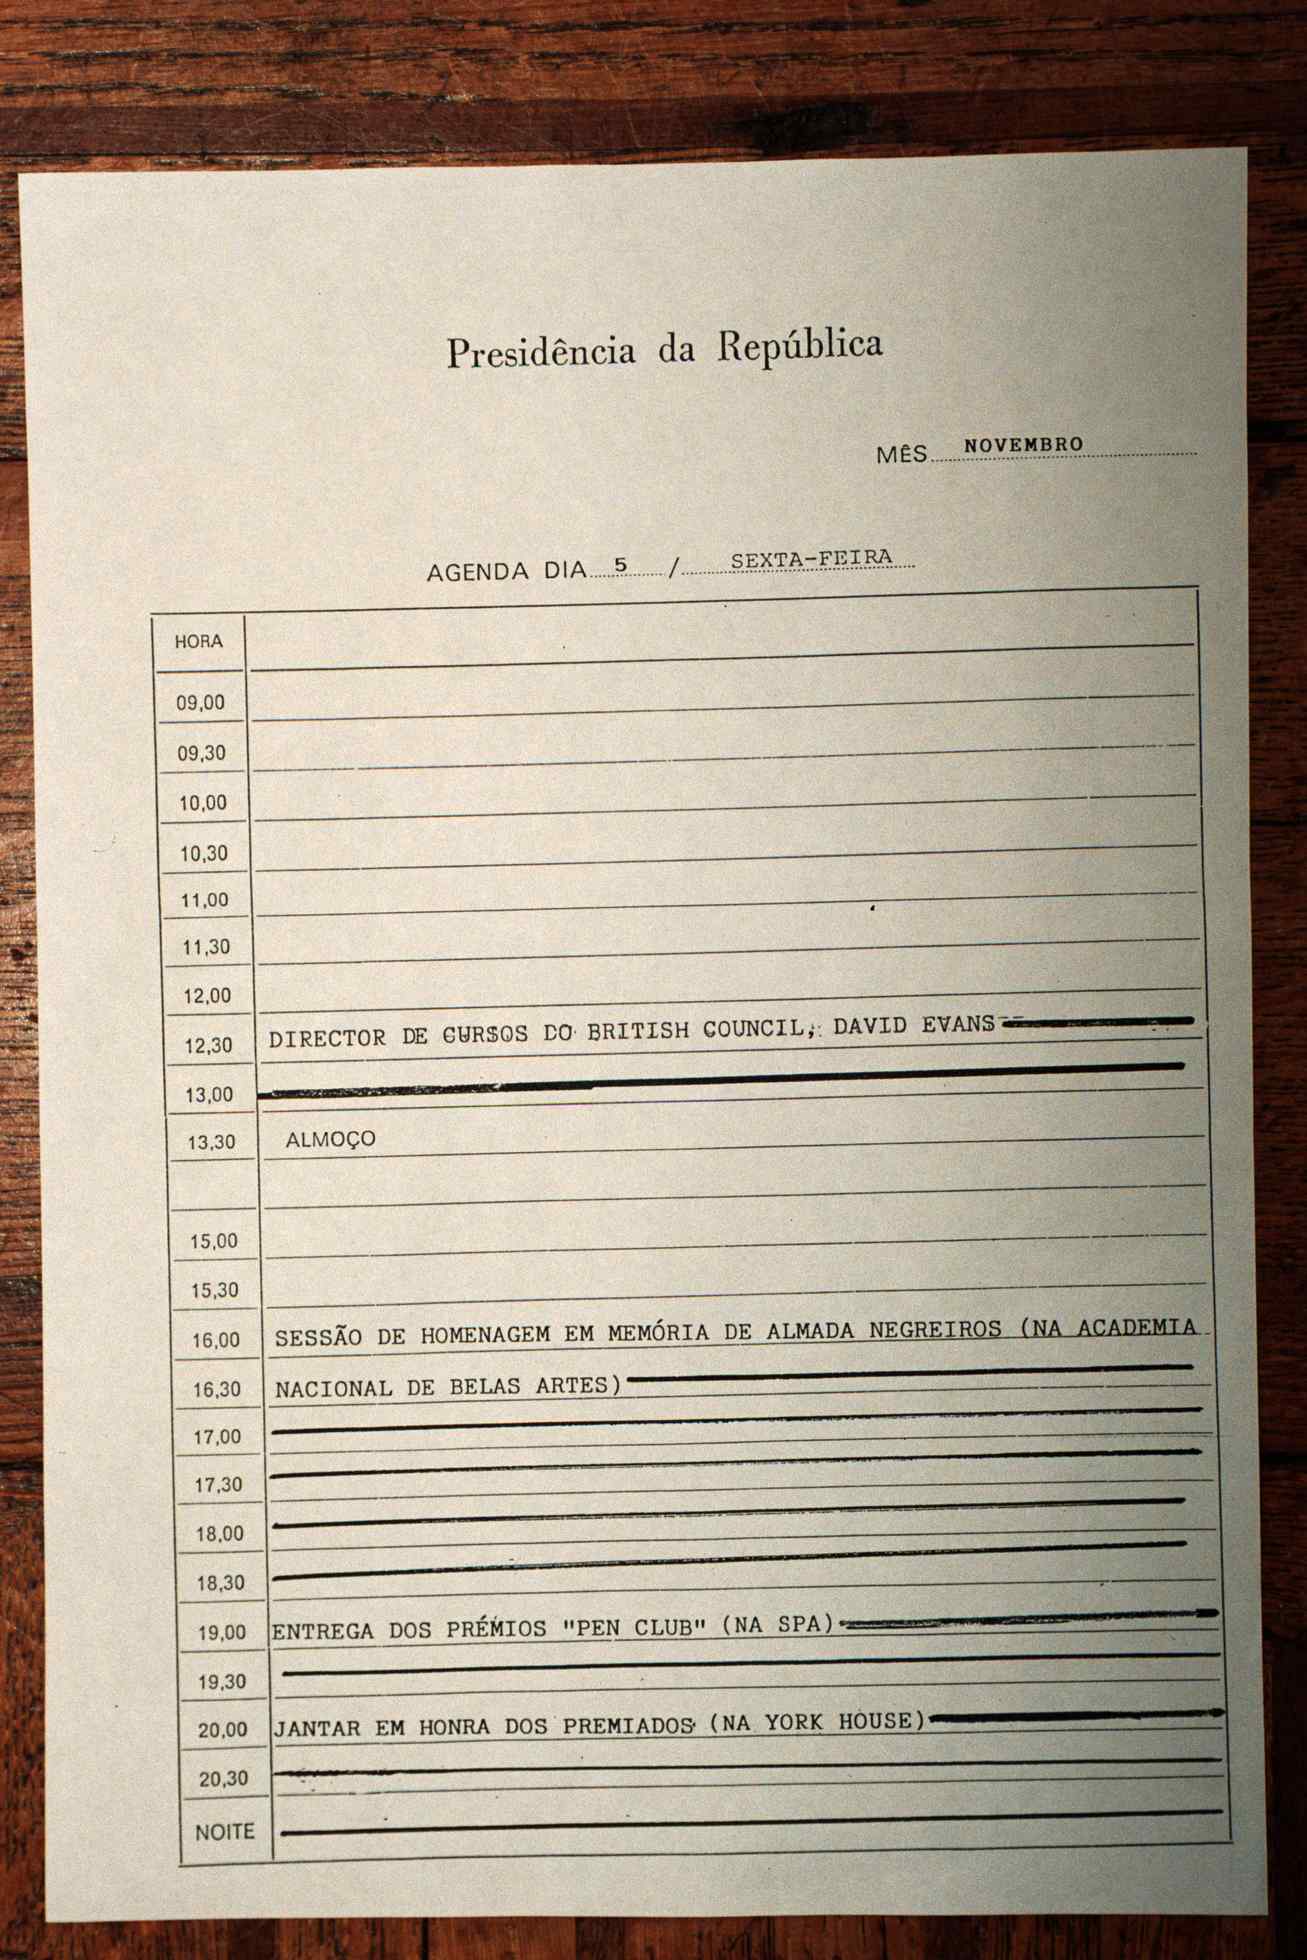 Presidência da República
MÊS NOVEMBRO
AGENDA DIA 5 / SEXTA-FEIRA
HORA
09,00
09,30
10,00
10,30
11,00
11,30
12,00
12,30 DIRECTOR DE CURSOS DO BRITISH COUNCIL, DAVID EVANS
13,00
13,30 ALMOÇO
15,00
15,30
16,00 SESSÃO DE HOMENAGEM EM MEMÓRIA DE ALMADA NEGREIROS (NA ACADEMIA
16,30 NACIONAL DE BELAS ARTES)
17,00
17,30
18,00
18,30
19,00 ENTREGA DOS PRÉMIOS "PEN CLUB" (NA SPA)
19,30
20,00 JANTAR EM HONRA DOS PREMIADOS (NA YORK HOUSE)
20,30
NOITE